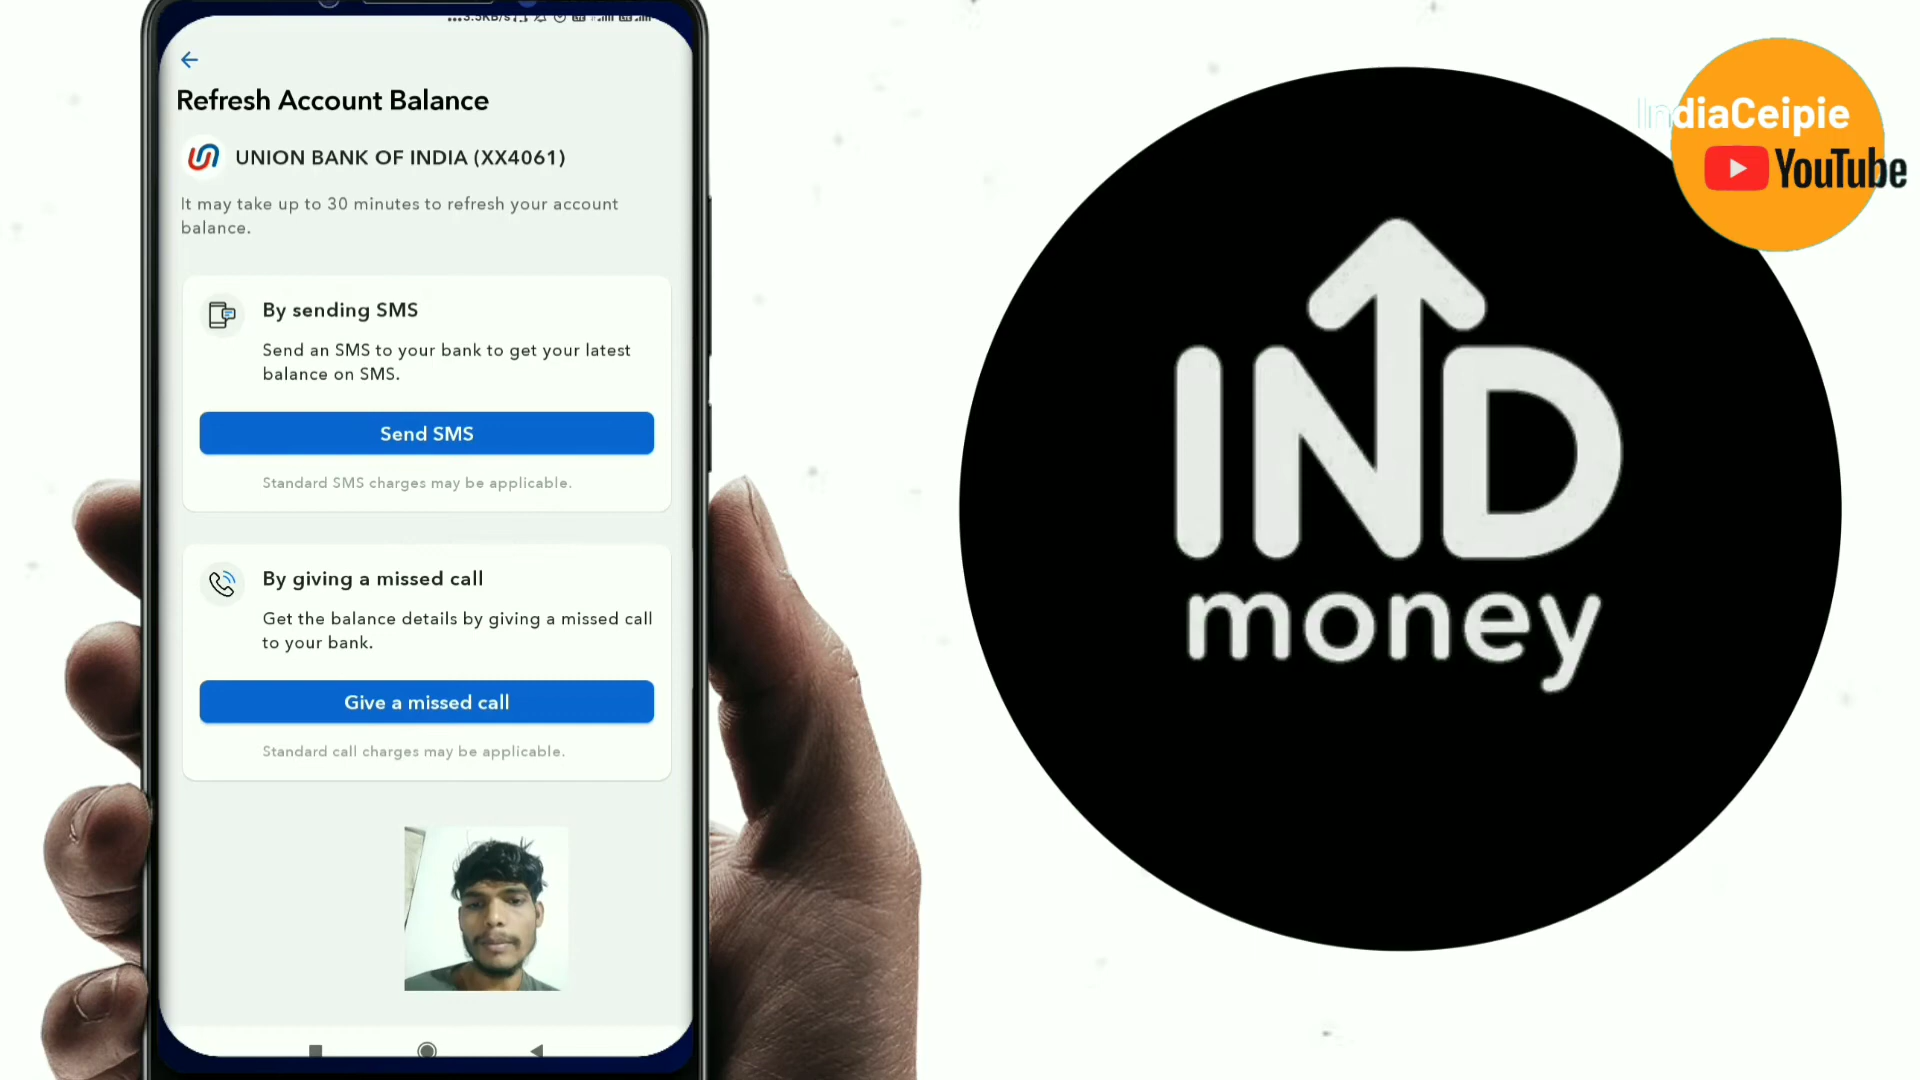 3.5KB/s
Refresh Account Balance
UNION BANK OF INDIA (XX4061)
It may take up to 30 minutes to refresh your account
balance.
By sending SMS
Send an SMS to your bank to get your latest
balance on SMS.
Send SMS
Standard SMS charges may be applicable.
By giving a missed call
Get the balance details by giving a missed call
to your bank.
Give a missed call
Standard call charges may be applicable.
IndiaCeipie
YouTube
IND
money